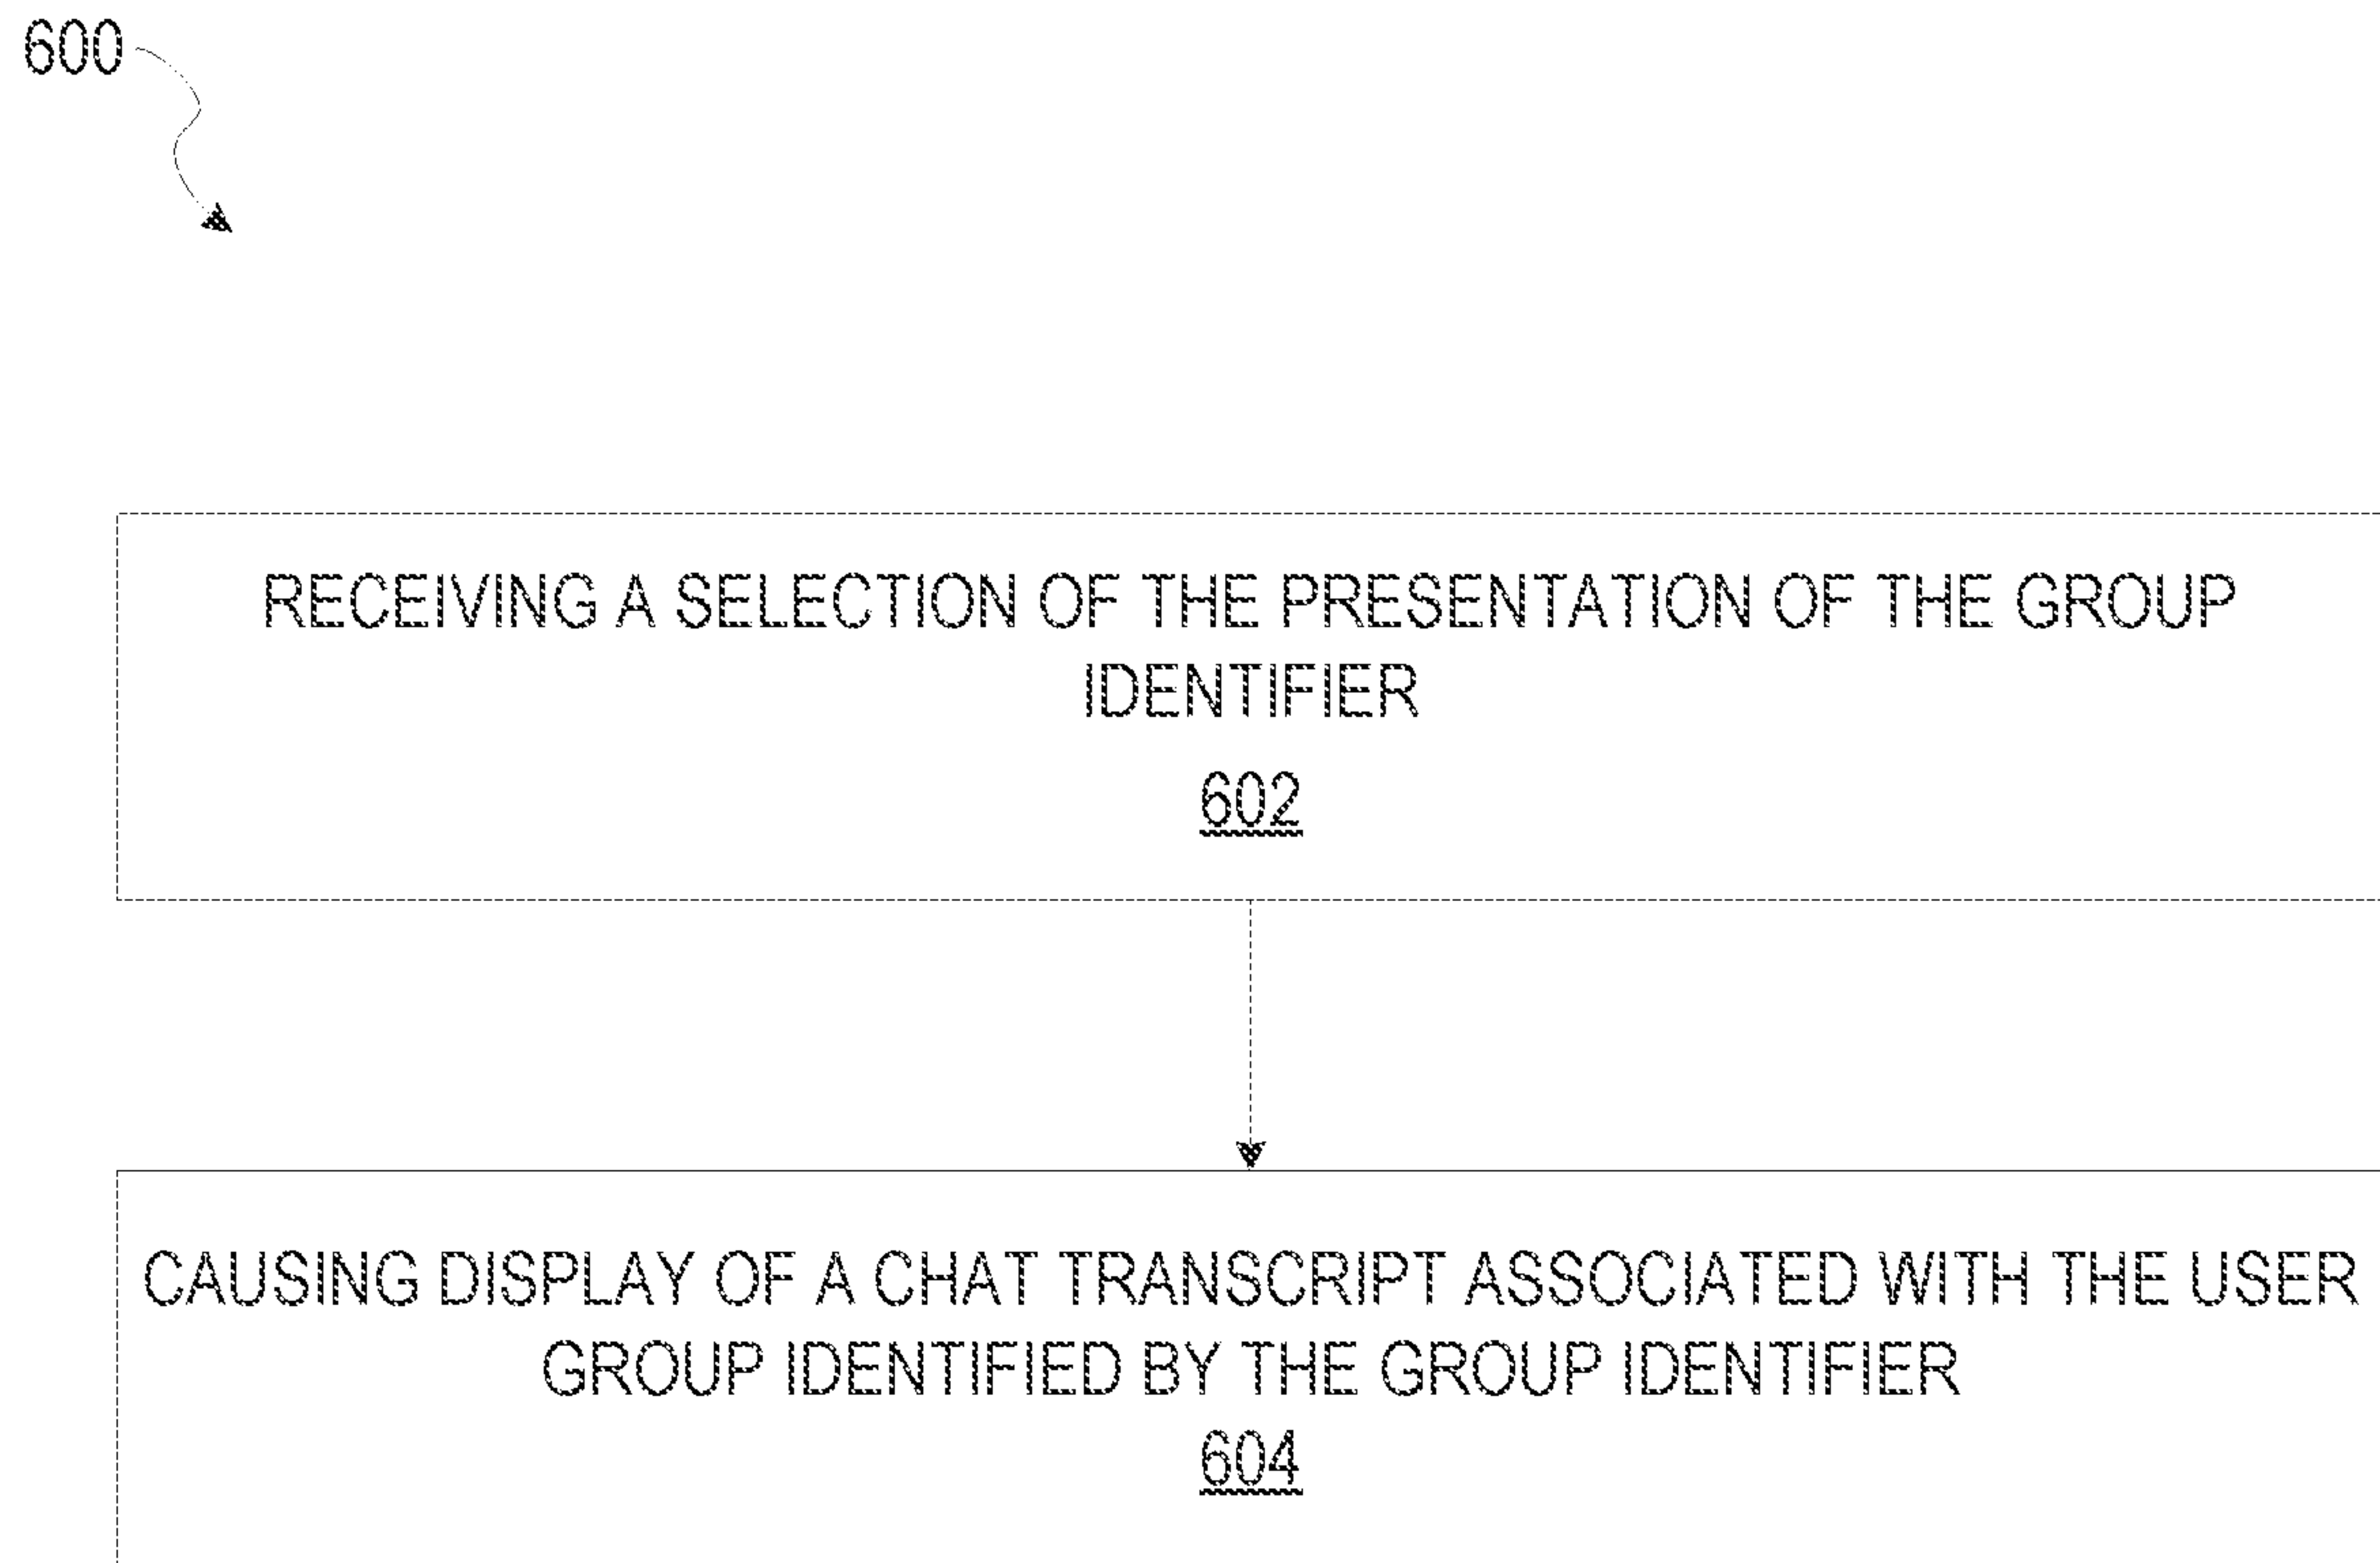 600
RECEIVING A SELECTION OF THE PRESENTATION OF THE GROUP
IDENTIFIER
602
CAUSING DISPLAY OF A CHAT TRANSCRIPT ASSOCIATED WITH THE USER
GROUP IDENTIFIED BY THE GROUP IDENTIFIER
604